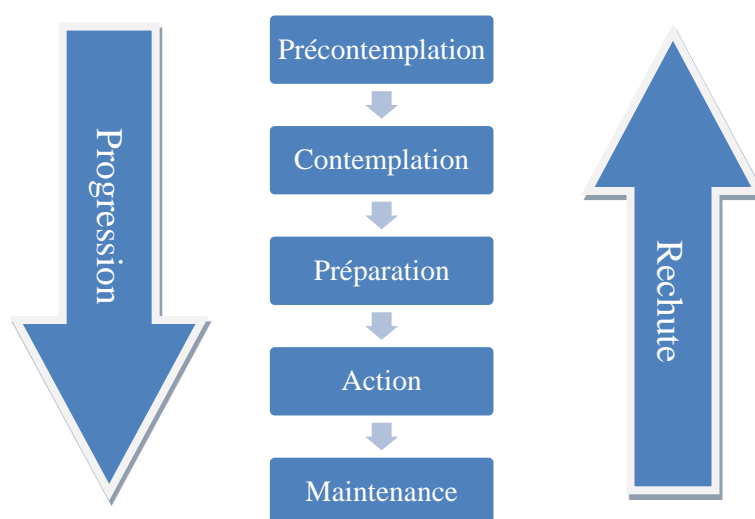 Précontemplation
Progression
Contemplation
Préparation
Rechute
Action
Maintenance